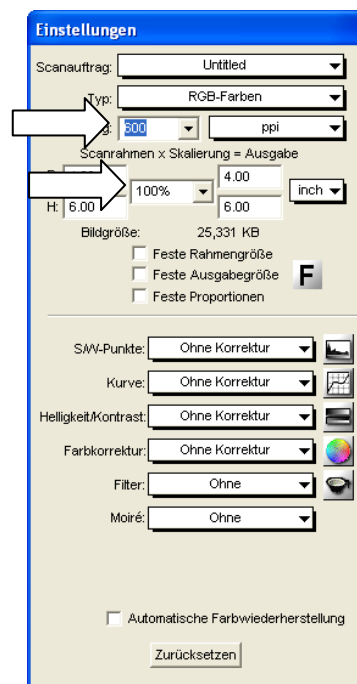 Einstellungen
Scanauftrag: Untitled
Typ: RGB-Farben
600 ppi
Scanrahmen x Skalierung = Ausgabe
100% 4.00 inch
H: 6.00 6.00
Bildgröße: 25,331 KB
Feste Rahmengröße
Feste Ausgabegröße F
Feste Proportionen
S/W-Punkte: Ohne Korrektur
Kurve: Ohne Korrektur
Helligkeit/Kontrast: Ohne Korrektur
Farbkorrektur: Ohne Korrektur
Filter: Ohne
Moiré: Ohne
Automatische Farbwiederherstellung
Zurücksetzen